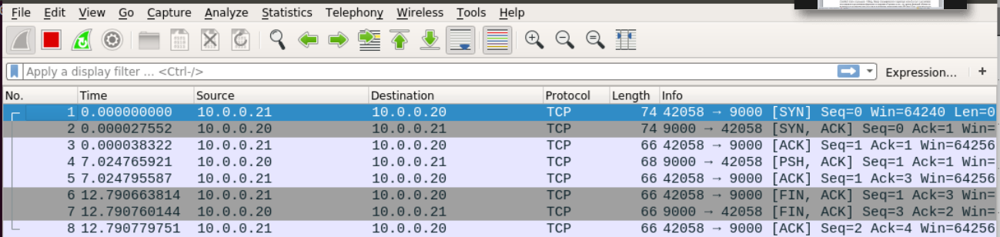 File Edit View Go Capture Analyze Statistics Telephony Wireless Tools Help
Apply a display filter ... <Ctrl-/> Expression... +
No. Time Source Destination Protocol Length Info
1 0.000000000 10.0.0.21 10.0.0.20 TCP 74 42058 → 9000 [SYN] Seq=0 Win=64240 Len=0
2 0.000027552 10.0.0.20 10.0.0.21 TCP 74 9000 → 42058 [SYN, ACK] Seq=0 Ack=1 Win=
3 0.000038322 10.0.0.21 10.0.0.20 TCP 66 42058 → 9000 [ACK] Seq=1 Ack=1 Win=64256
4 7.024765921 10.0.0.20 10.0.0.21 TCP 68 9000 → 42058 [PSH, ACK] Seq=1 Ack=1 Win=
5 7.024795587 10.0.0.21 10.0.0.20 TCP 66 42058 → 9000 [ACK] Seq=1 Ack=3 Win=64256
6 12.790663814 10.0.0.21 10.0.0.20 TCP 66 42058 → 9000 [FIN, ACK] Seq=1 Ack=3 Win=
7 12.790760144 10.0.0.20 10.0.0.21 TCP 66 9000 → 42058 [FIN, ACK] Seq=3 Ack=2 Win=
8 12.790779751 10.0.0.21 10.0.0.20 TCP 66 42058 → 9000 [ACK] Seq=2 Ack=4 Win=64256